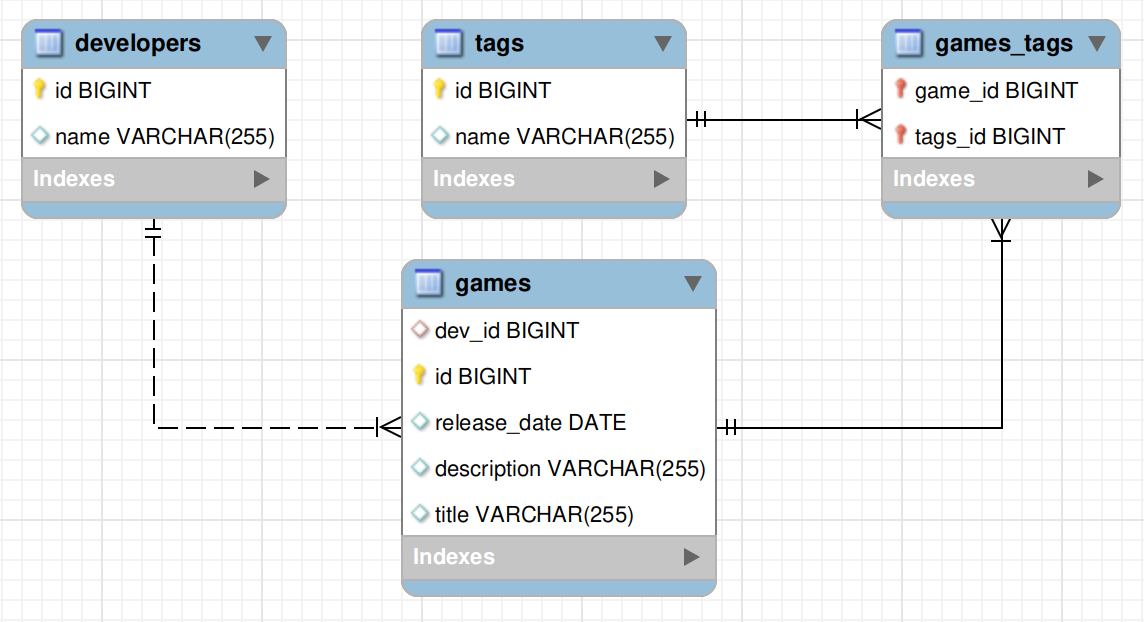 developers
id BIGINT
name VARCHAR(255)
Indexes
tags
id BIGINT
name VARCHAR(255)
Indexes
games_tags
game_id BIGINT
tags_id BIGINT
Indexes
games
dev_id BIGINT
id BIGINT
release_date DATE
description VARCHAR(255)
title VARCHAR(255)
Indexes